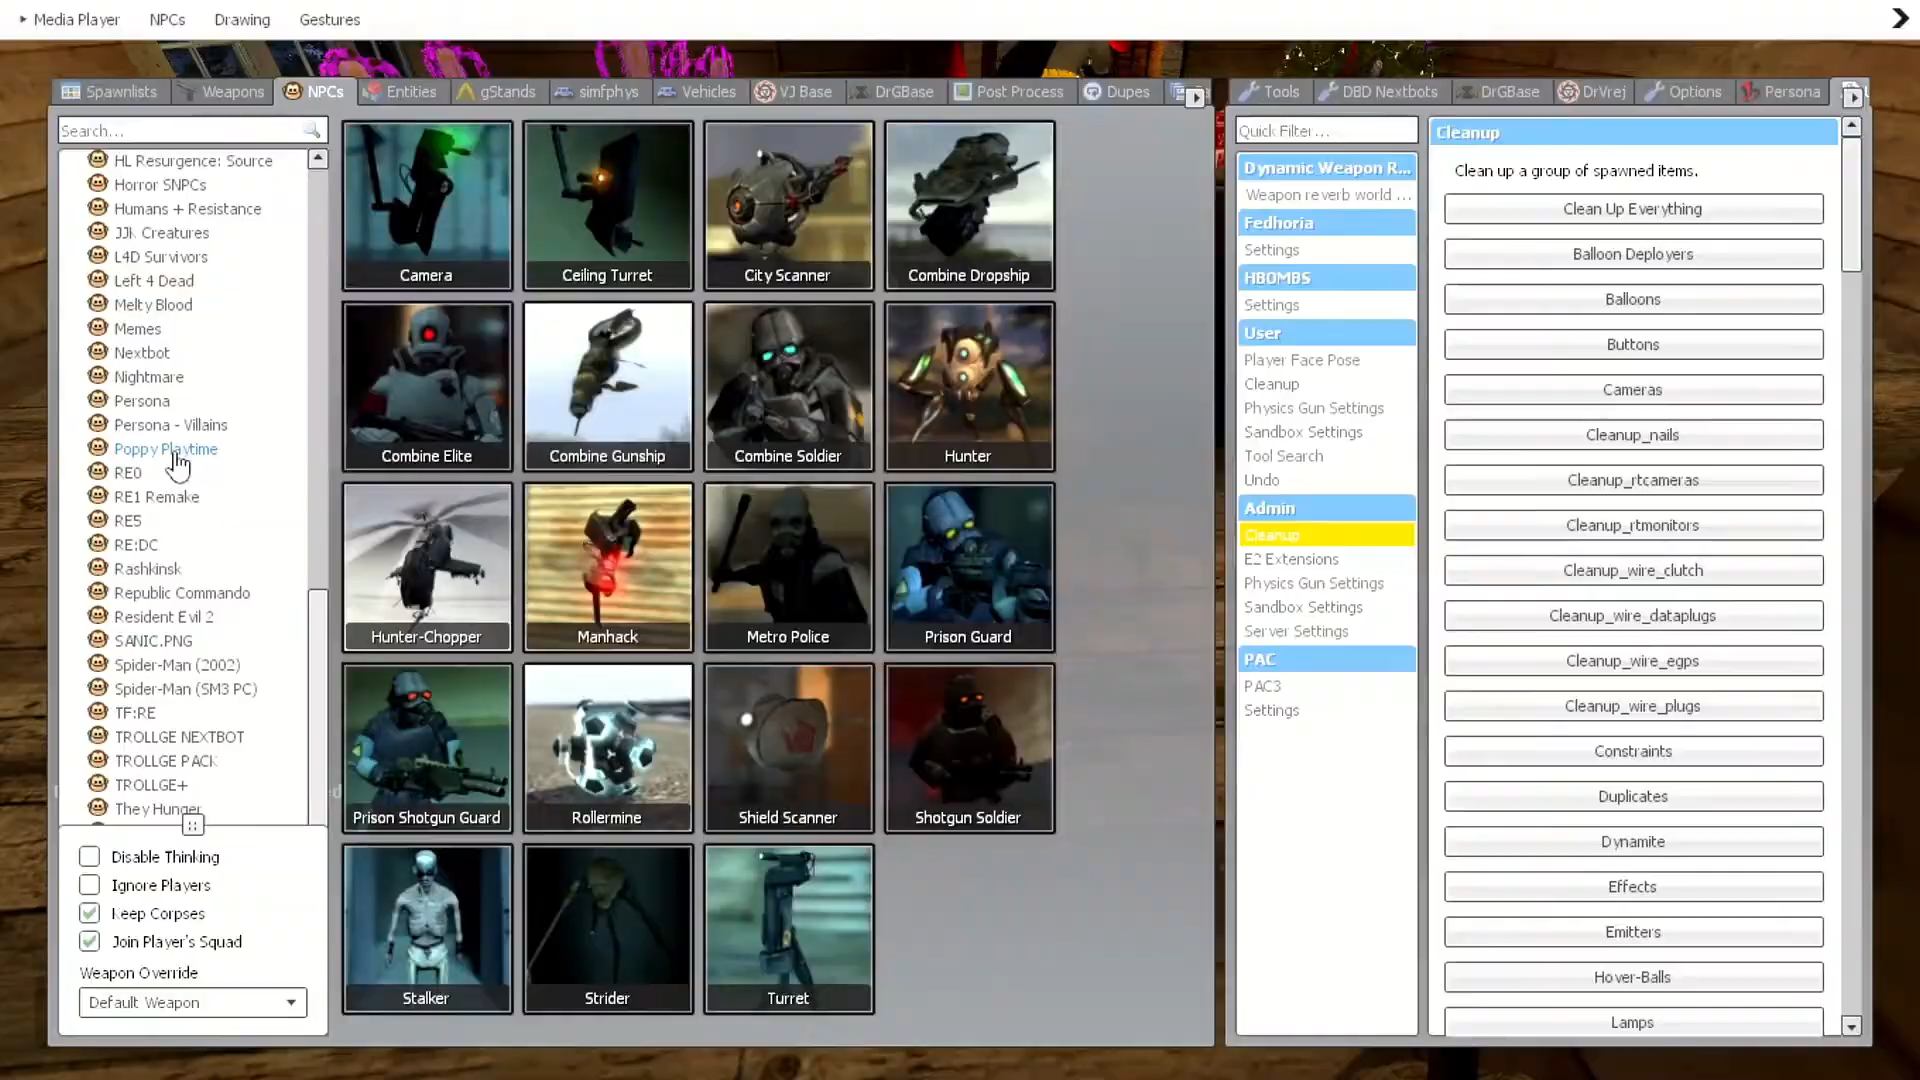 Media Player NPCs Drawing Gestures
Spawnlists Weapons NPCs Entities gStands simfphys Vehicles VJ Base DrGBase Post Process Dupes
Search...
HL Resurgence: Source
Horror SNPCs
Humans + Resistance
JJK Creatures
L4D Survivors
Left 4 Dead
Melty Blood
Memes
Nextbot
Nightmare
Persona
Persona - Villains
Poppy Playtime
RE0
RE1 Remake
RE5
RE:DC
Rashkinsk
Republic Commando
Resident Evil 2
SANIC.PNG
Spider-Man (2002)
Spider-Man (SM3 PC)
TF:RE
TROLLGE NEXTBOT
TROLLGE PACK
TROLLGE+
They Hunger
Disable Thinking
Ignore Players
Keep Corpses
Join Player's Squad
Weapon Override
Default Weapon
Camera Ceiling Turret City Scanner Combine Dropship
Combine Elite Combine Gunship Combine Soldier Hunter
Hunter-Chopper Manhack Metro Police Prison Guard
Prison Shotgun Guard Rollermine Shield Scanner Shotgun Soldier
Stalker Strider Turret
Tools DBD Nextbots DrGBase DrVrej Options Persona
Quick Filter...
Dynamic Weapon R...
Weapon reverb world ...
Fedhoria
Settings
HBOMBS
Settings
User
Player Face Pose
Cleanup
Physics Gun Settings
Sandbox Settings
Tool Search
Undo
Admin
Cleanup
E2 Extensions
Physics Gun Settings
Sandbox Settings
Server Settings
PAC
PAC3
Settings
Cleanup
Clean up a group of spawned items.
Clean Up Everything
Balloon Deployers
Balloons
Buttons
Cameras
Cleanup_nails
Cleanup_rtcameras
Cleanup_rtmonitors
Cleanup_wire_clutch
Cleanup_wire_dataplugs
Cleanup_wire_egps
Cleanup_wire_plugs
Constraints
Duplicates
Dynamite
Effects
Emitters
Hover-Balls
Lamps